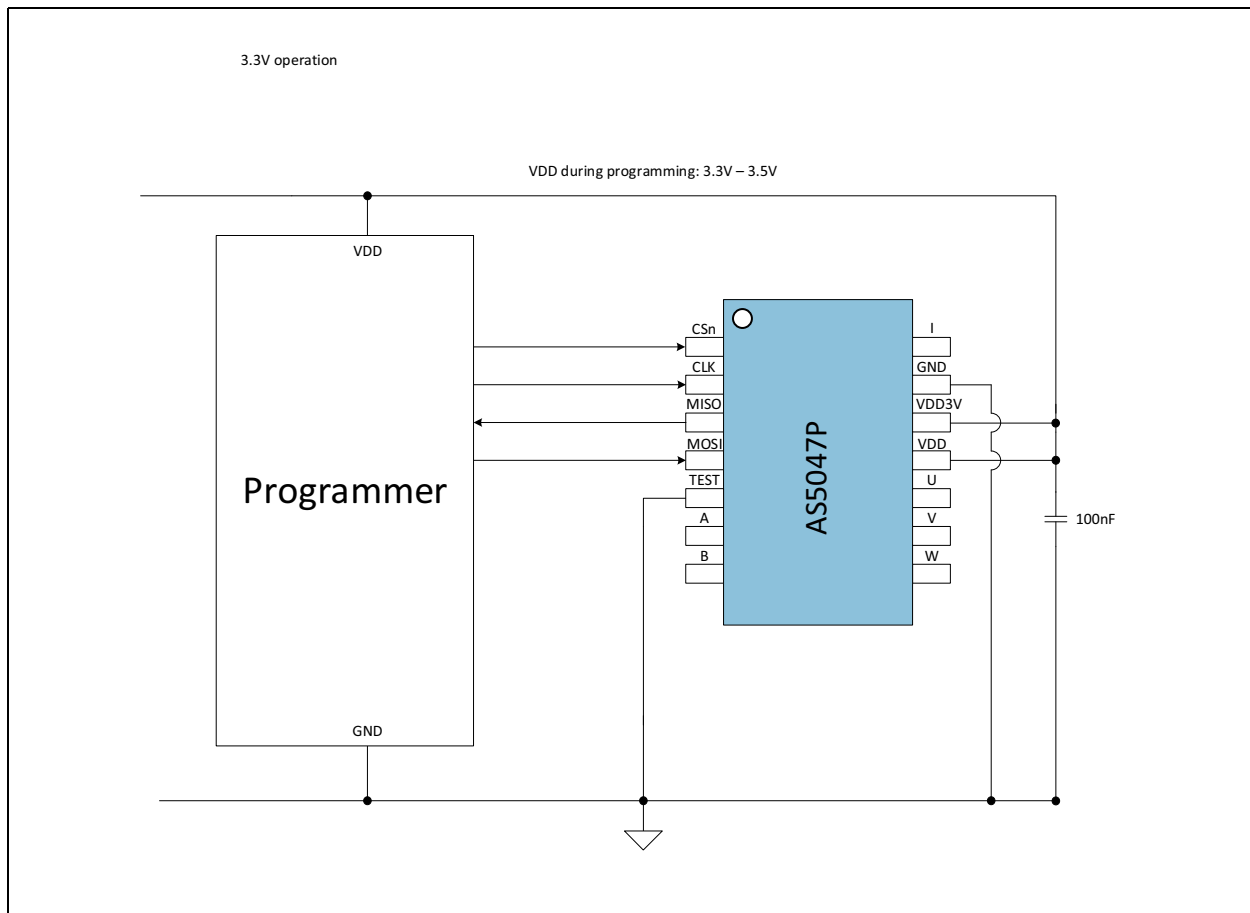 3.3V operation
VDD during programming: 3.3V – 3.5V
VDD
Programmer
GND
CSn
CLK
MISO
MOSI
TEST
A
B
AS5047P
I
GND
VDD3V
VDD
U
V
W
100nF